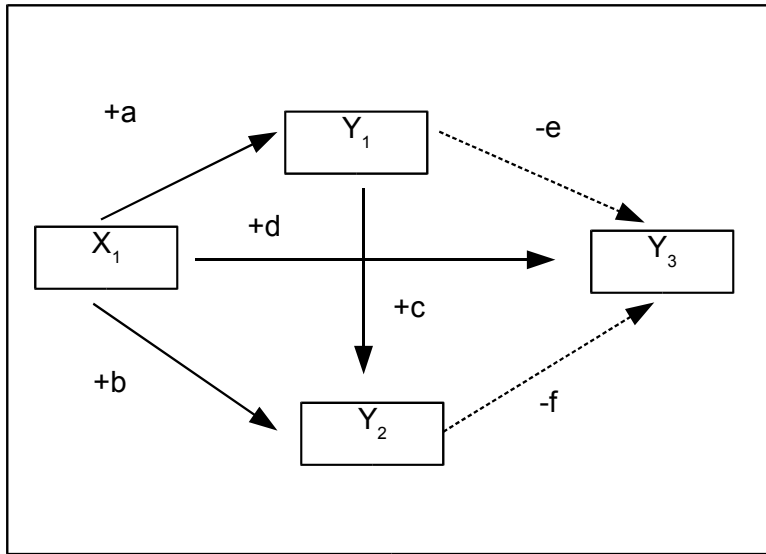 +a
Y₁
-e
X₁
+d
Y₃
+c
+b
Y₂
-f